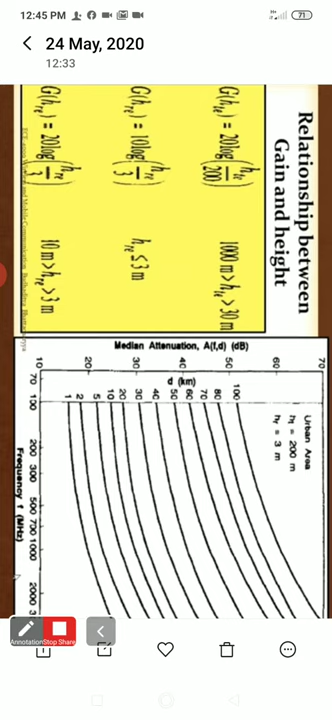 12:45 PM
71
24 May, 2020
12:33
Relationship between
Gain and height
G(hte) = 20log(hte/200) 1000 m > hte > 30 m
G(hre) = 10log(hre/3) hre ≤ 3 m
G(hre) = 20log(hre/3) 10 m > hre > 3 m
Median Attenuation, A(f,d) (dB)
70
60
50
40
30
20
10
Urban Area
ht = 200 m
hr = 3 m
d (km)
100
80
70
60
50
40
30
20
10
5
2
1
70 100 200 300 500 700 1000 2000 3
Frequency f (MHz)
Annotation Stop Share